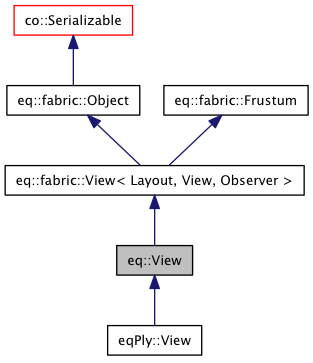 co::Serializable
eq::fabric::Object
eq::fabric::Frustum
eq::fabric::View< Layout, View, Observer >
eq::View
eqPly::View